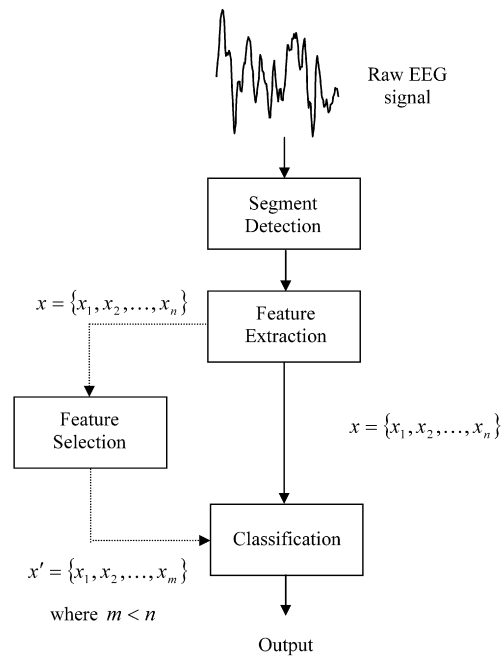 Raw EEG
signal
Segment
Detection
x = {x₁, x₂, ..., xₙ}
Feature
Extraction
Feature
Selection
x = {x₁, x₂, ..., xₙ}
Classification
x′ = {x₁, x₂, ..., xₘ}
where m < n
Output